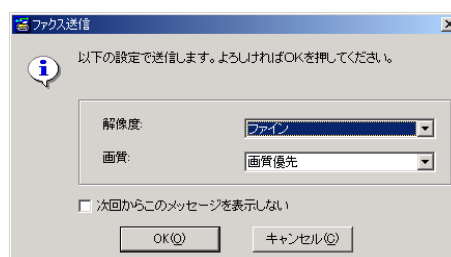 ファクス送信
以下の設定で送信します。よろしければOKを押してください。
解像度:
ファイン
画質:
画質優先
次回からこのメッセージを表示しない
OK(O)
キャンセル(C)